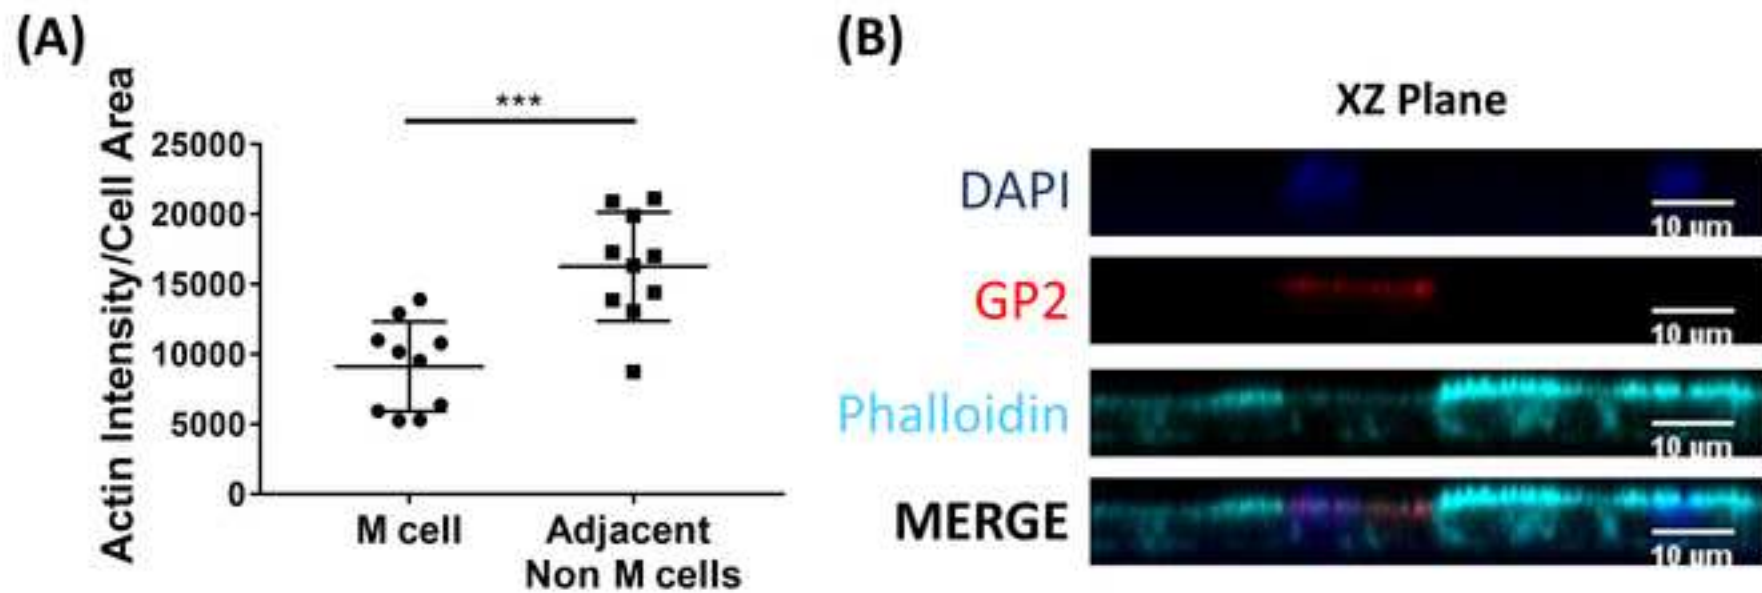 (A)
Actin Intensity/Cell Area
***
25000
20000
15000
10000
5000
0
M cell
Adjacent
Non M cells
(B)
XZ Plane
DAPI
10 µm
GP2
10 µm
Phalloidin
10 µm
MERGE
10 µm